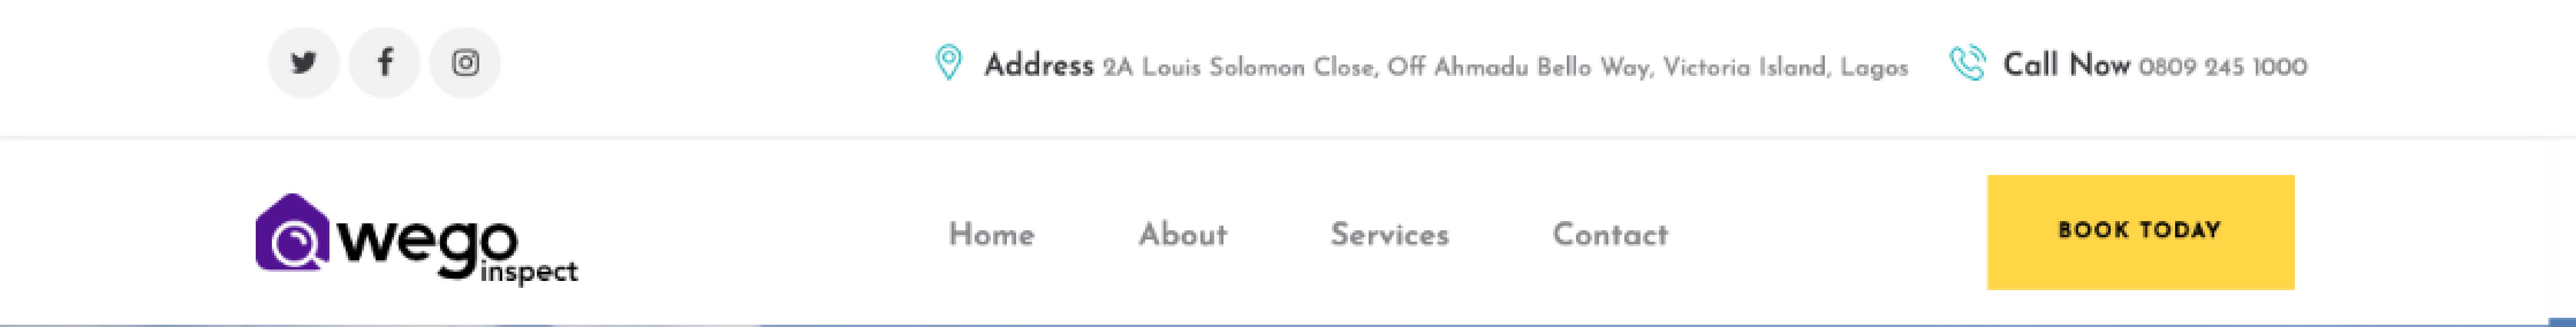 Address 2A Louis Solomon Close, Off Ahmadu Bello Way, Victoria Island, Lagos
Call Now 0809 245 1000
wego
inspect
Home
About
Services
Contact
BOOK TODAY